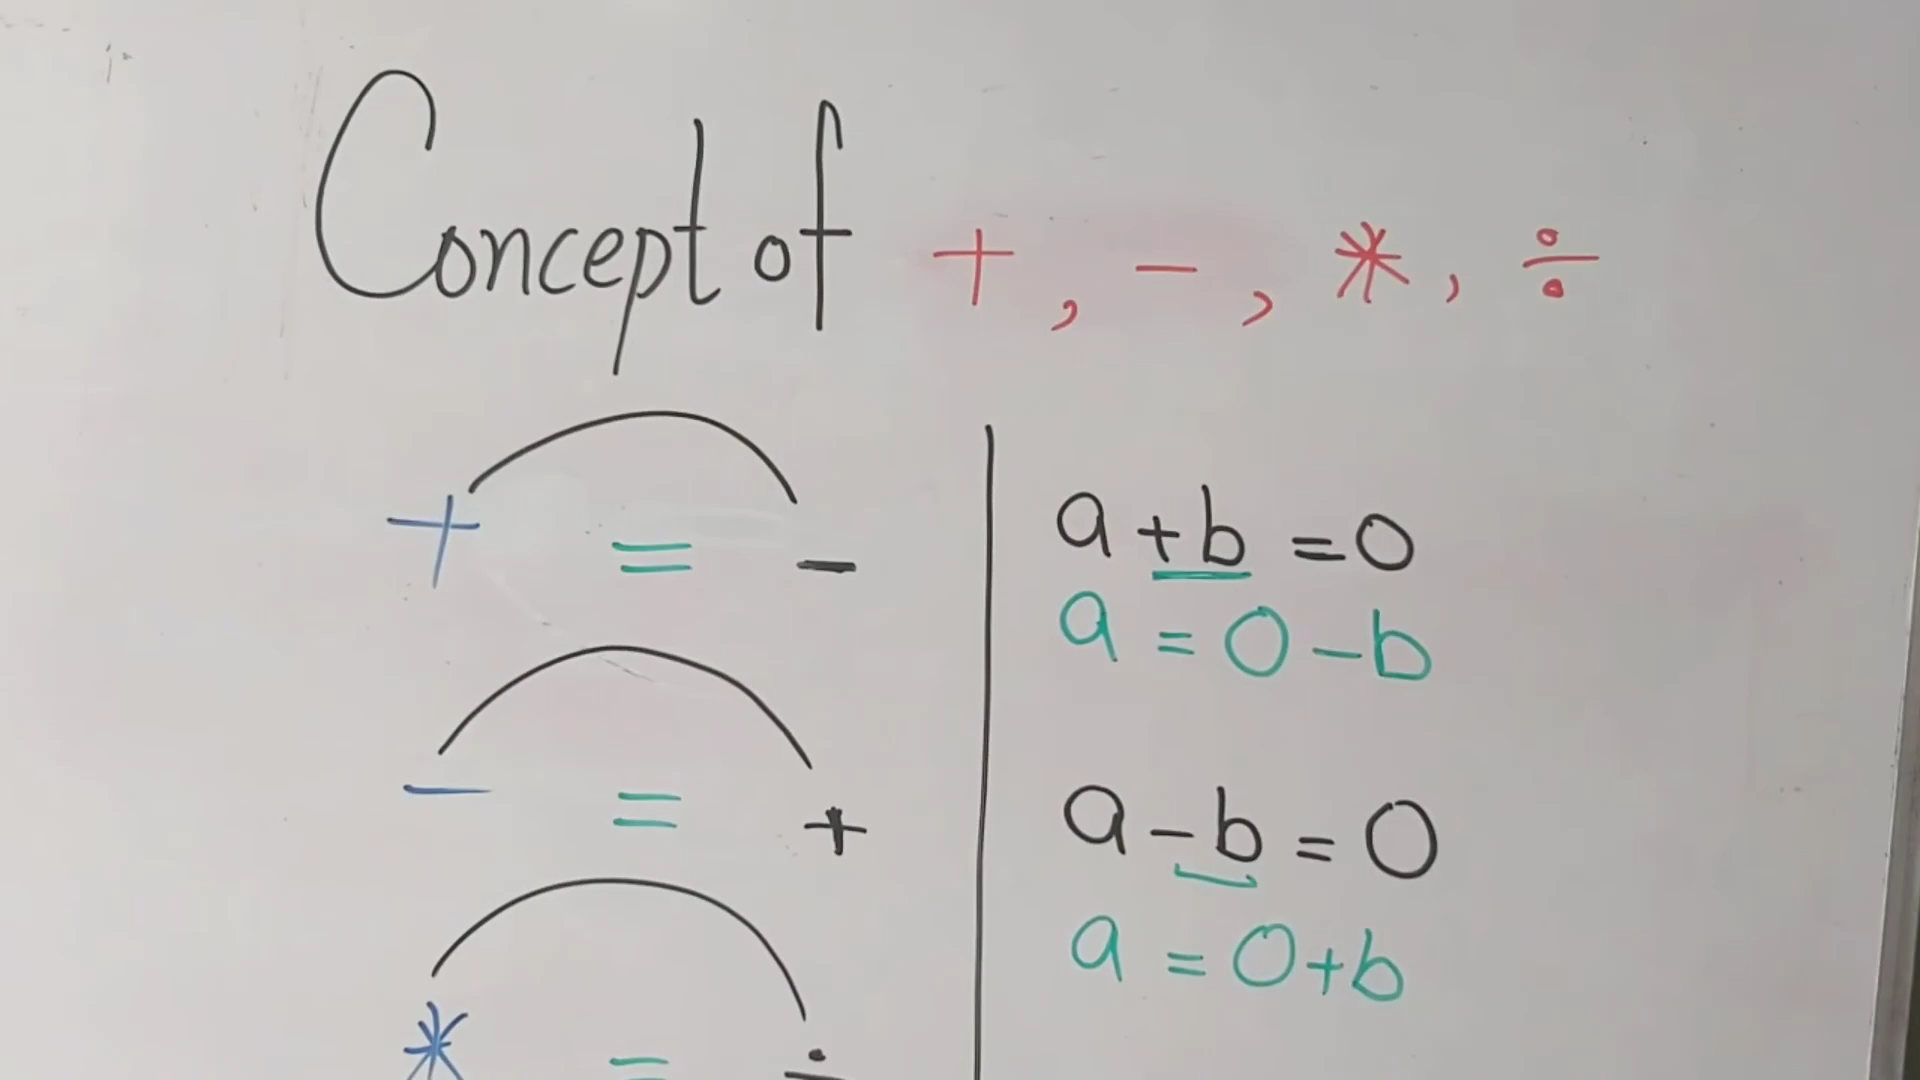 Concept of +, -, *, ÷
+ = -
- = +
* = ÷
a + b = 0
a = 0 - b
a - b = 0
a = 0 + b